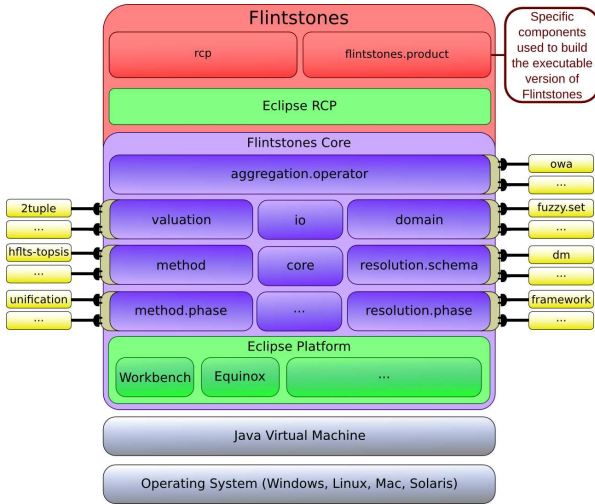 Flintstones
rcp
flintstones.product
Specific
components
used to build
the executable
version of
Flintstones
Eclipse RCP
Flintstones Core
aggregation.operator
owa
...
2tuple
...
valuation
io
domain
fuzzy.set
...
hflts-topsis
...
method
core
resolution.schema
dm
...
unification
...
method.phase
...
resolution.phase
framework
...
Eclipse Platform
Workbench
Equinox
...
Java Virtual Machine
Operating System (Windows, Linux, Mac, Solaris)